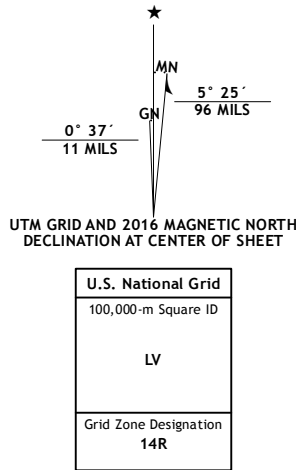 ★
MN
5° 25´
96 MILS
GN
0° 37´
11 MILS
UTM GRID AND 2016 MAGNETIC NORTH
DECLINATION AT CENTER OF SHEET
U.S. National Grid
100,000-m Square ID
LV
Grid Zone Designation
14R